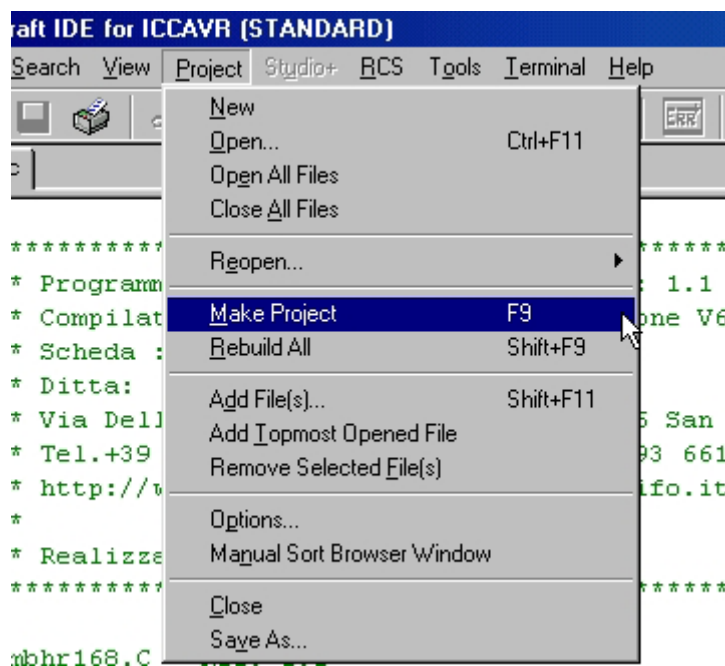 raft IDE for ICCAVR (STANDARD)
Search View Project Studio+ RCS Tools Terminal Help
ERR
c
New
Open... Ctrl+F11
Open All Files
Close All Files
Reopen...
Make Project F9
Rebuild All Shift+F9
Add File(s)... Shift+F11
Add Topmost Opened File
Remove Selected File(s)
Options...
Manual Sort Browser Window
Close
Save As...
*********** ******
* Programm : 1.1
* Compilat one V6
* Scheda :
* Ditta:
* Via Dell San
* Tel.+39 93 661
* http:// ifo.it
*
* Realizza
*********** ******
mbhr168.C